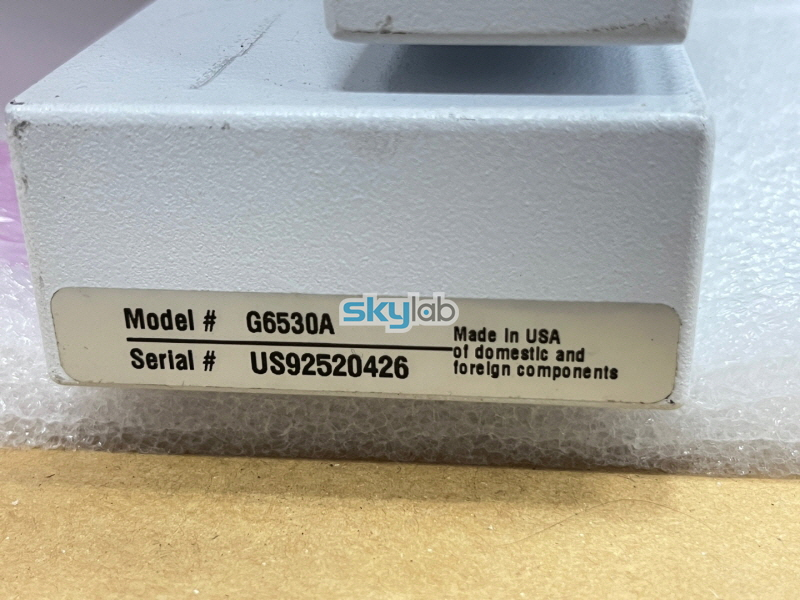 Model # G6530A
Serial # US92520426
Made in USA
of domestic and
foreign components
skylab